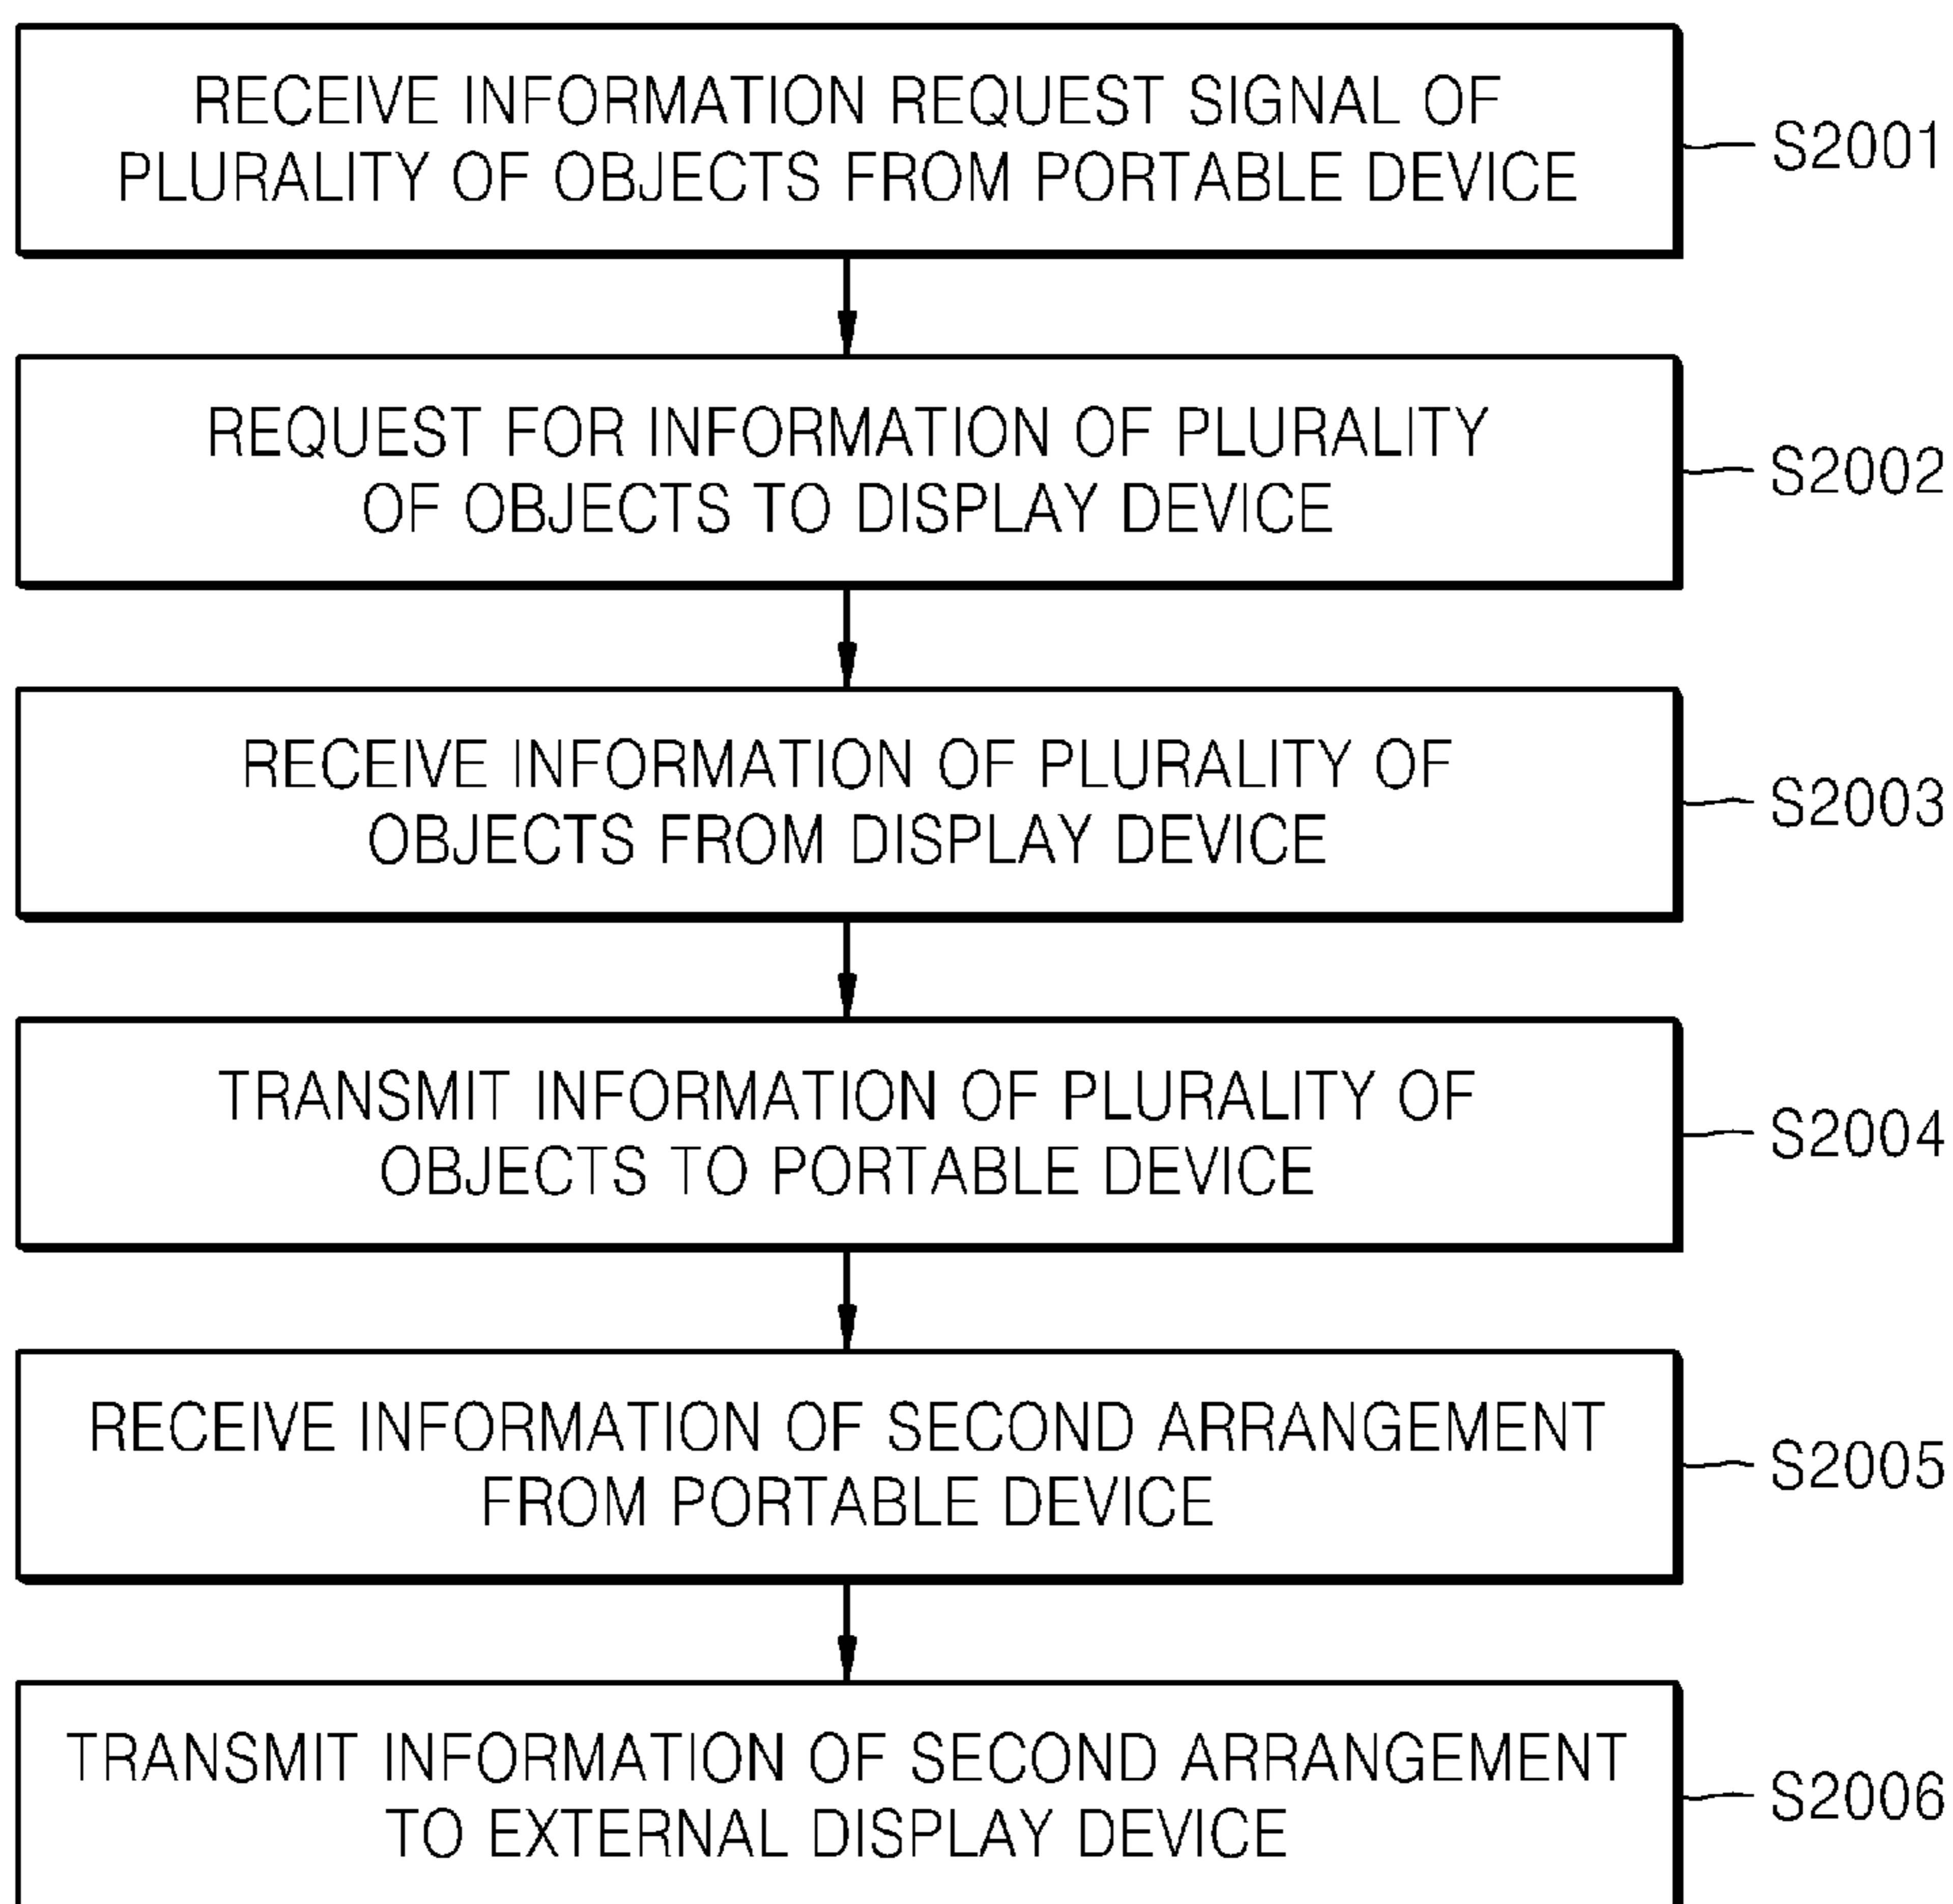 RECEIVE INFORMATION REQUEST SIGNAL OF
PLURALITY OF OBJECTS FROM PORTABLE DEVICE
S2001
REQUEST FOR INFORMATION OF PLURALITY
OF OBJECTS TO DISPLAY DEVICE
S2002
RECEIVE INFORMATION OF PLURALITY OF
OBJECTS FROM DISPLAY DEVICE
S2003
TRANSMIT INFORMATION OF PLURALITY OF
OBJECTS TO PORTABLE DEVICE
S2004
RECEIVE INFORMATION OF SECOND ARRANGEMENT
FROM PORTABLE DEVICE
S2005
TRANSMIT INFORMATION OF SECOND ARRANGEMENT
TO EXTERNAL DISPLAY DEVICE
S2006